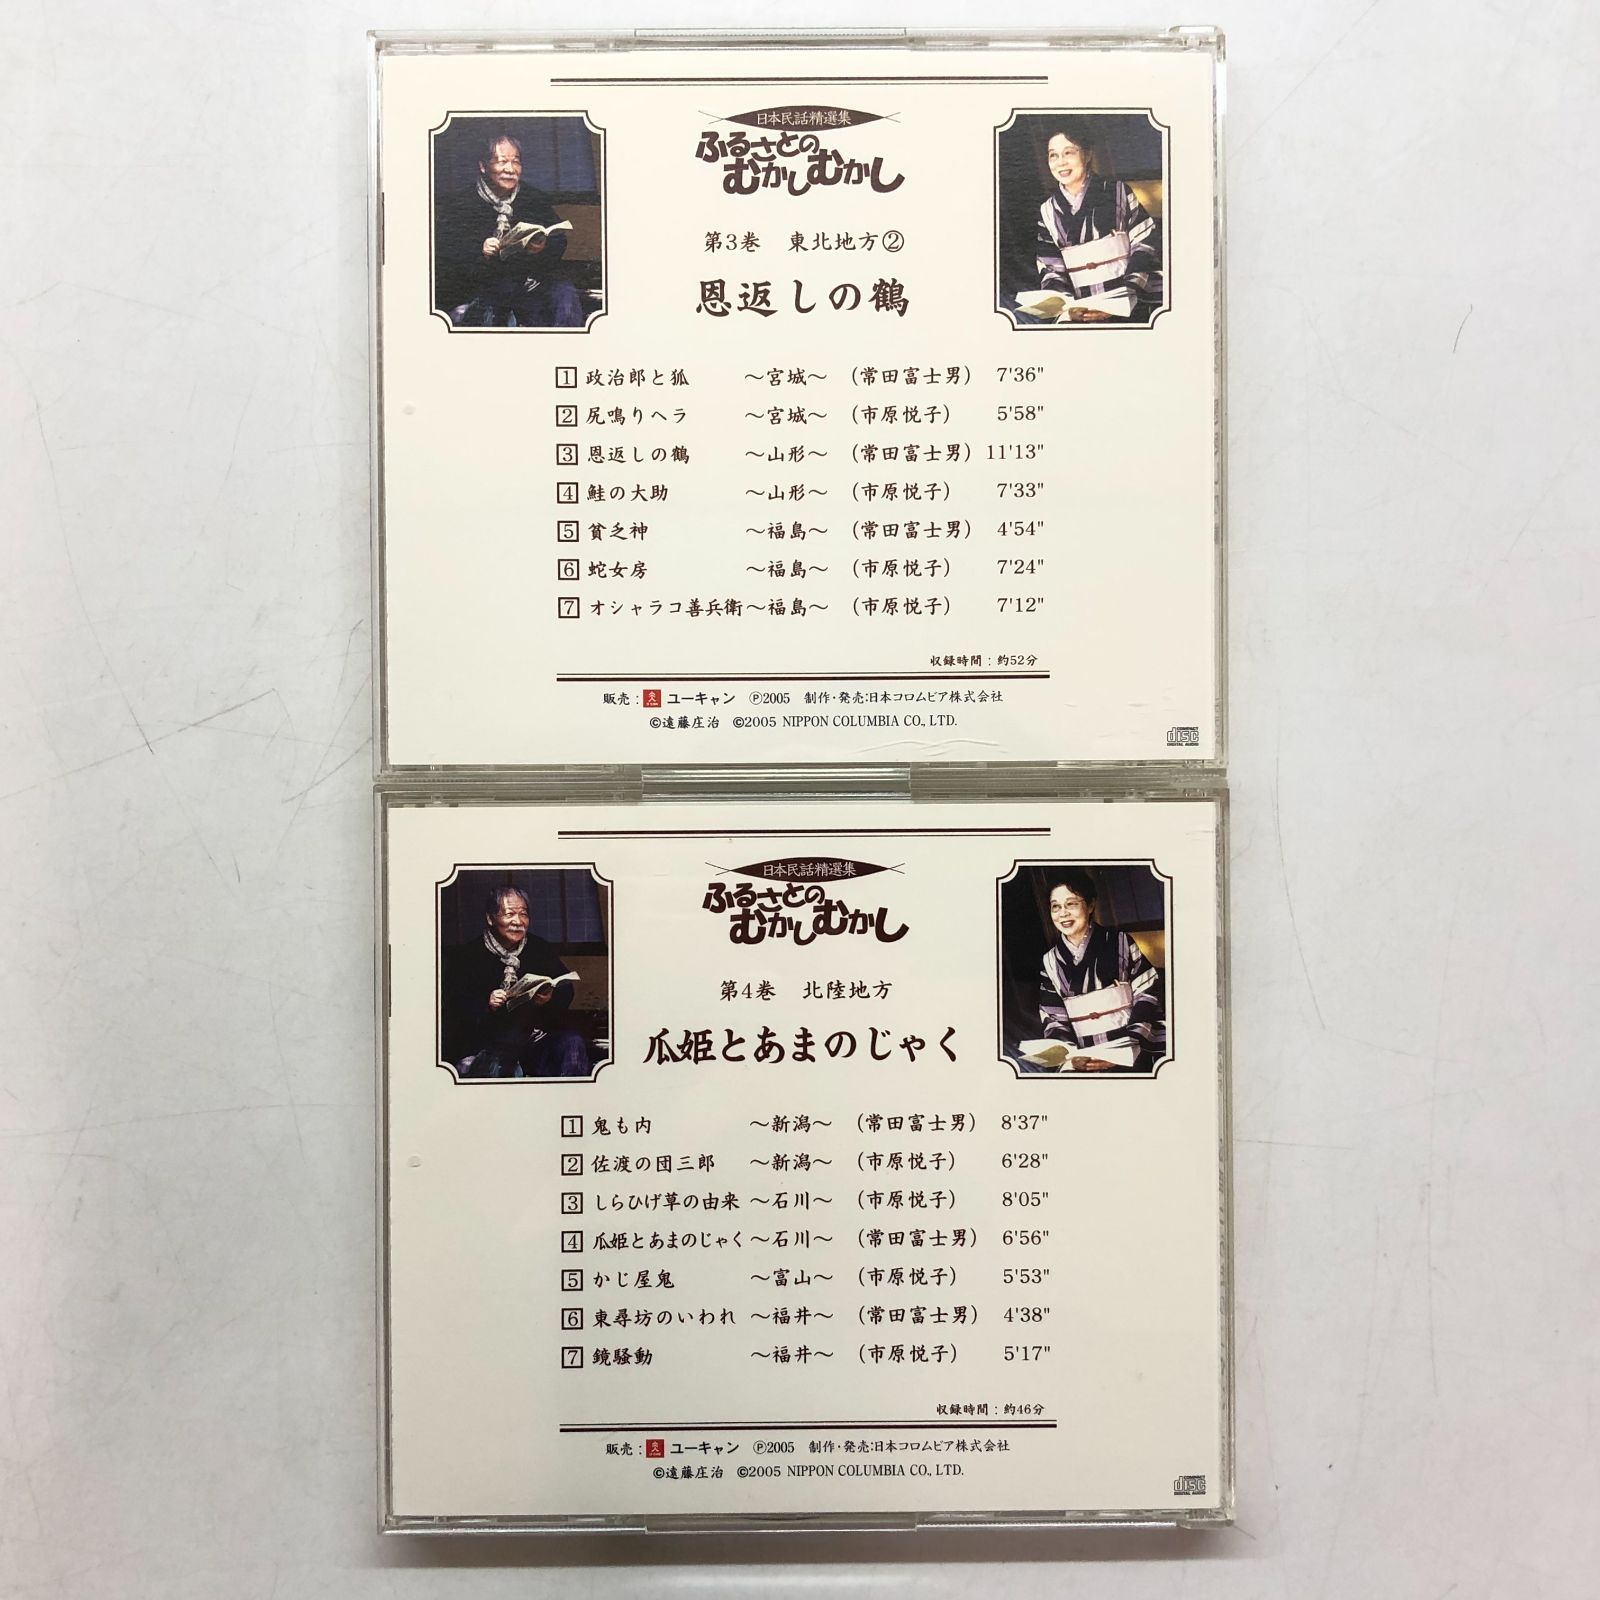 日本民話精選集
ふるさとの
むかしむかし
第3巻 東北地方②
恩返しの鶴
1 政治郎と狐 ～宮城～ (常田富士男) 7'36"
2 尻鳴りヘラ ～宮城～ (市原悦子) 5'58"
3 恩返しの鶴 ～山形～ (常田富士男) 11'13"
4 鮭の大助 ～山形～ (市原悦子) 7'33"
5 貧乏神 ～福島～ (常田富士男) 4'54"
6 蛇女房 ～福島～ (市原悦子) 7'24"
7 オシャラコ善兵衛～福島～ (市原悦子) 7'12"
収録時間：約52分
販売：ユーキャン ℗2005 制作・発売:日本コロムビア株式会社
©遠藤庄治 ©2005 NIPPON COLUMBIA CO., LTD.
COMPACT
disc
DIGITAL AUDIO
日本民話精選集
ふるさとの
むかしむかし
第4巻 北陸地方
瓜姫とあまのじゃく
1 鬼も内 ～新潟～ (常田富士男) 8'37"
2 佐渡の団三郎 ～新潟～ (市原悦子) 6'28"
3 しらひげ草の由来 ～石川～ (市原悦子) 8'05"
4 瓜姫とあまのじゃく～石川～ (常田富士男) 6'56"
5 かじ屋鬼 ～富山～ (市原悦子) 5'53"
6 東尋坊のいわれ ～福井～ (常田富士男) 4'38"
7 鏡騒動 ～福井～ (市原悦子) 5'17"
収録時間：約46分
販売：ユーキャン ℗2005 制作・発売:日本コロムビア株式会社
©遠藤庄治 ©2005 NIPPON COLUMBIA CO., LTD.
COMPACT
disc
DIGITAL AUDIO